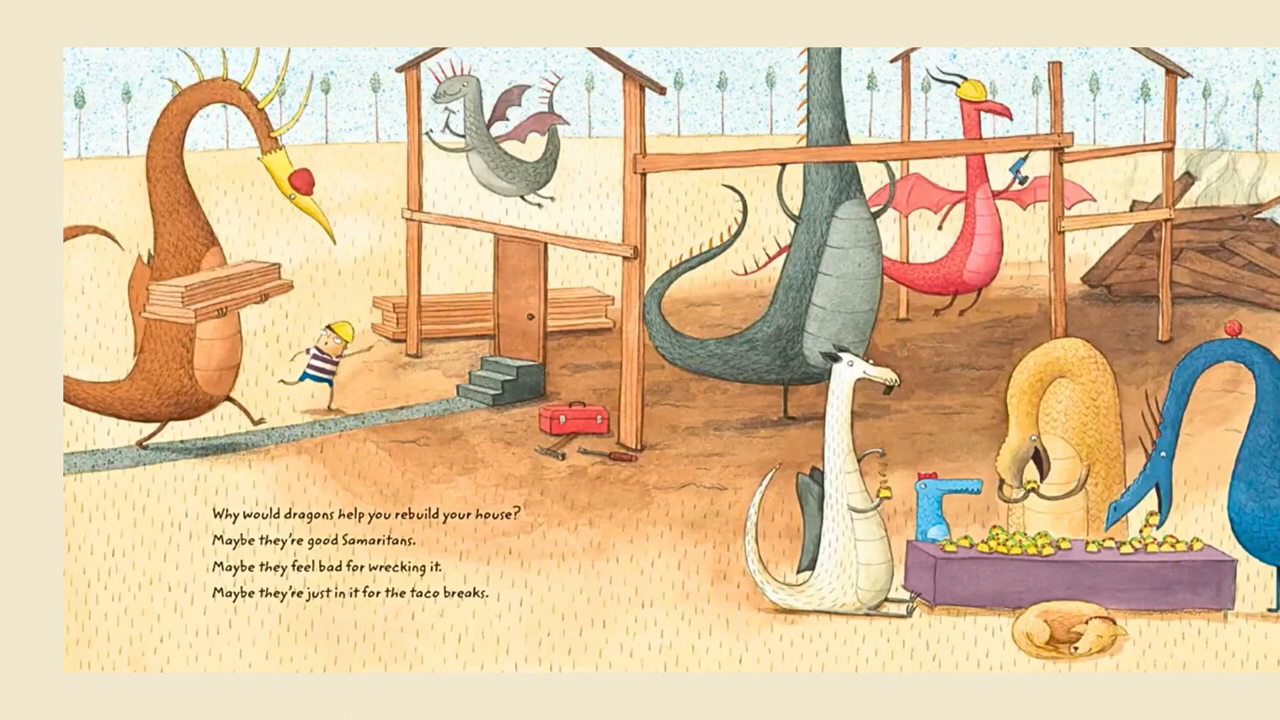 Why would dragons help you rebuild your house?
Maybe they're good Samaritans.
Maybe they feel bad for wrecking it.
Maybe they're just in it for the taco breaks.